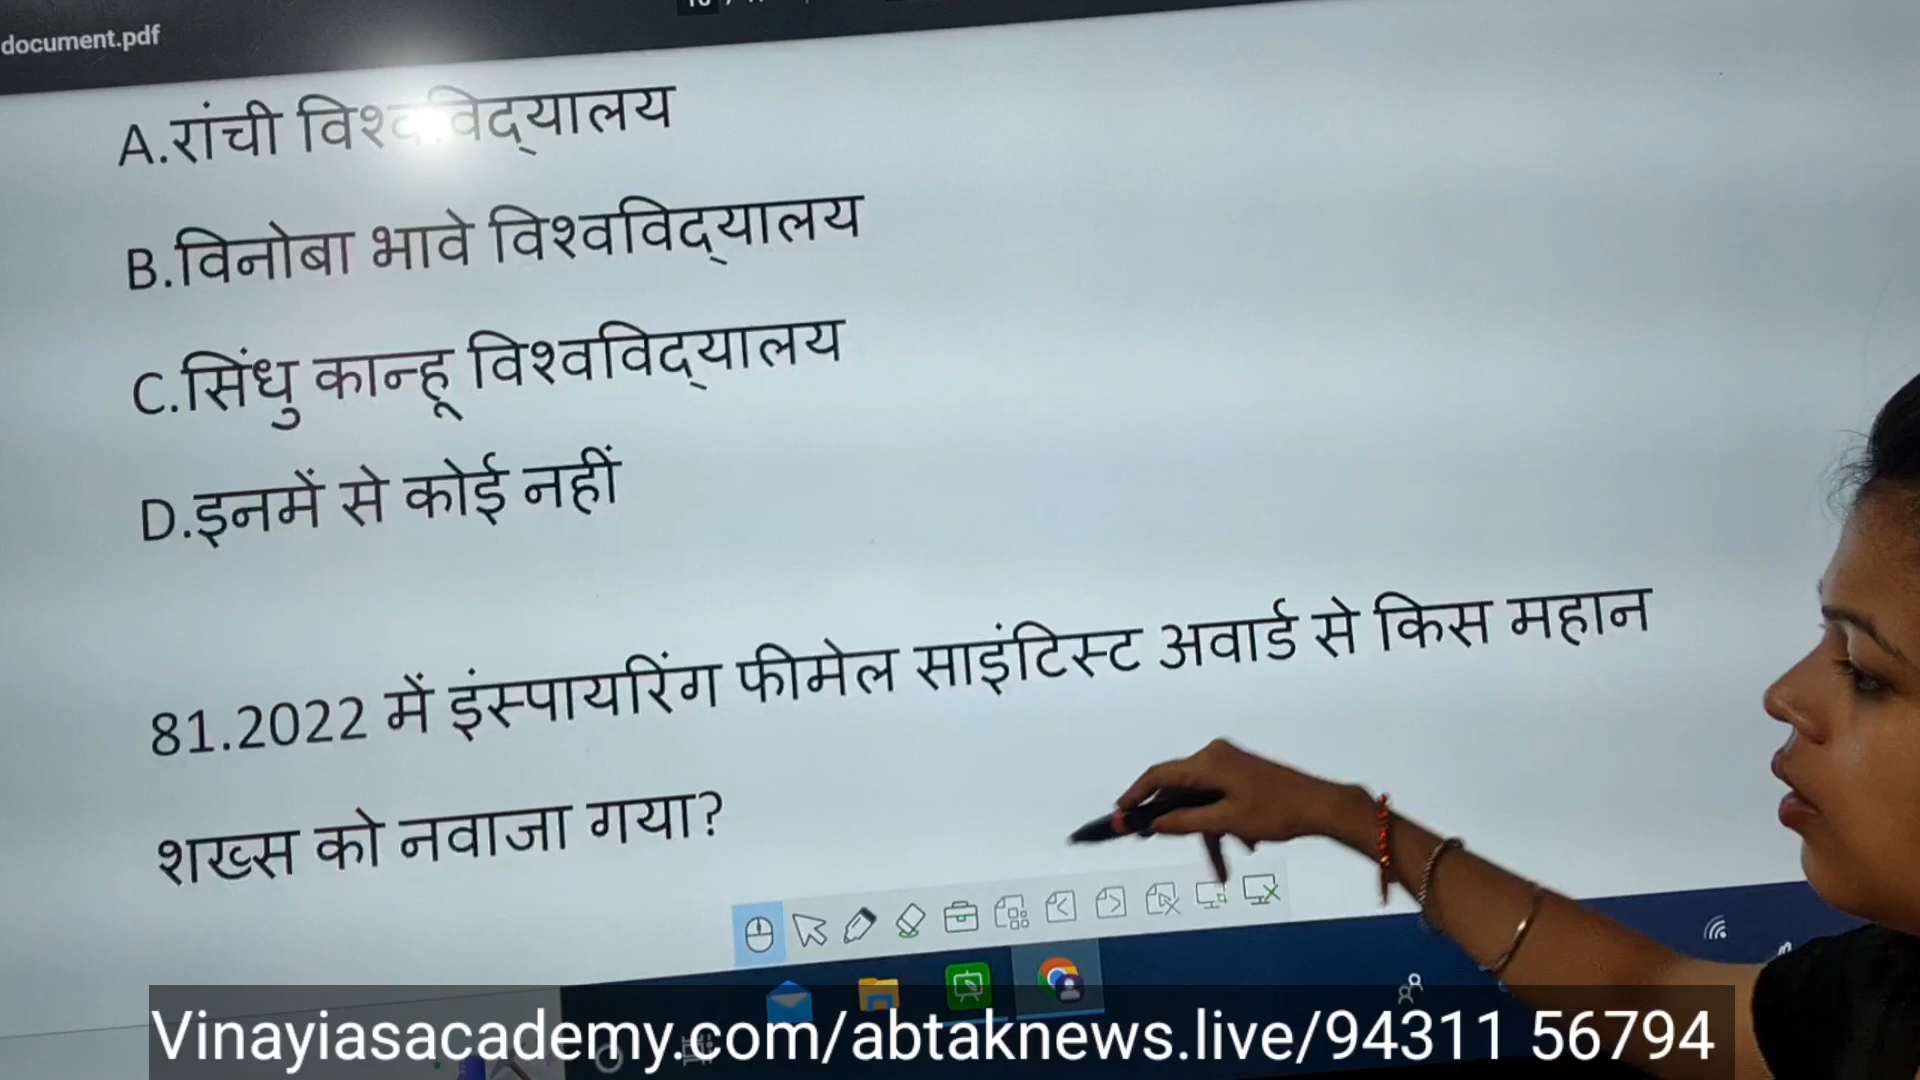 document.pdf
A.रांची विश्वविद्यालय
B.विनोबा भावे विश्वविद्यालय
C.सिंधु कान्हू विश्वविद्यालय
D.इनमें से कोई नहीं
81.2022 में इंस्पायरिंग फीमेल साइंटिस्ट अवार्ड से किस महान
शख्स को नवाजा गया?
Vinayiasacademy.com/abtaknews.live/94311 56794